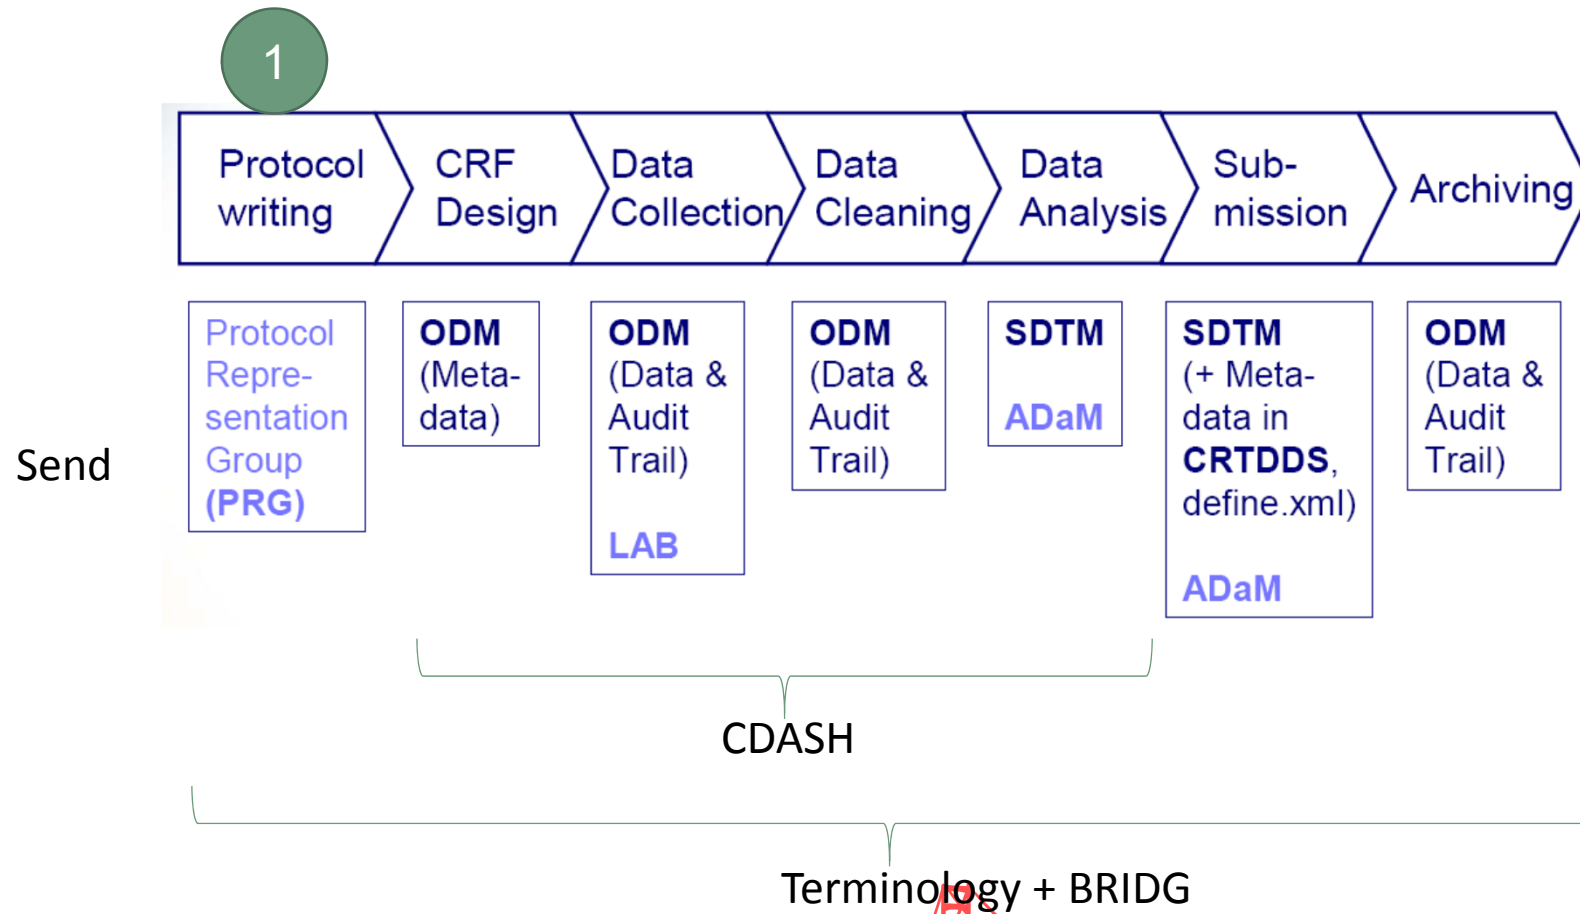 1
Protocol
writing
CRF
Design
Data
Collection
Data
Cleaning
Data
Analysis
Sub-
mission
Archiving
Send
Protocol
Repre-
sentation
Group
(PRG)
ODM
(Meta-
data)
ODM
(Data &
Audit
Trail)
LAB
ODM
(Data &
Audit
Trail)
SDTM
ADaM
SDTM
(+ Meta-
data in
CRTDDS,
define.xml)
ADaM
ODM
(Data &
Audit
Trail)
CDASH
Terminology + BRIDG